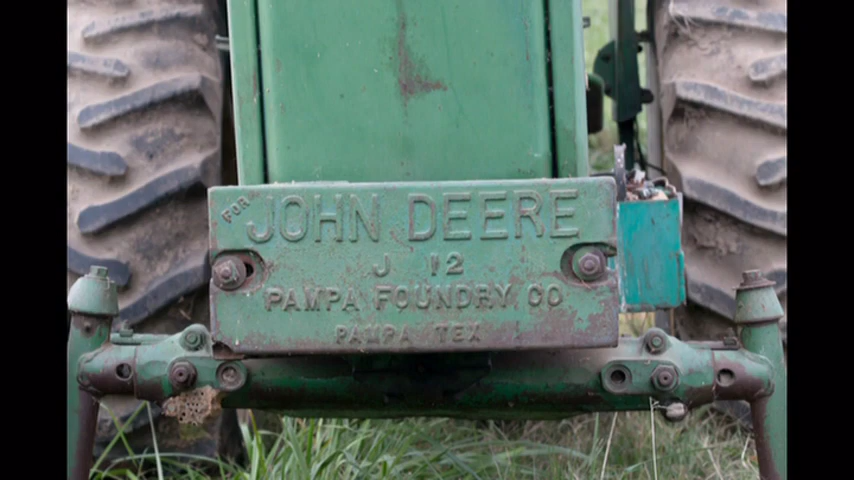 FOR JOHN DEERE
J 12
PAMPA FOUNDRY CO
PAMPA TEX